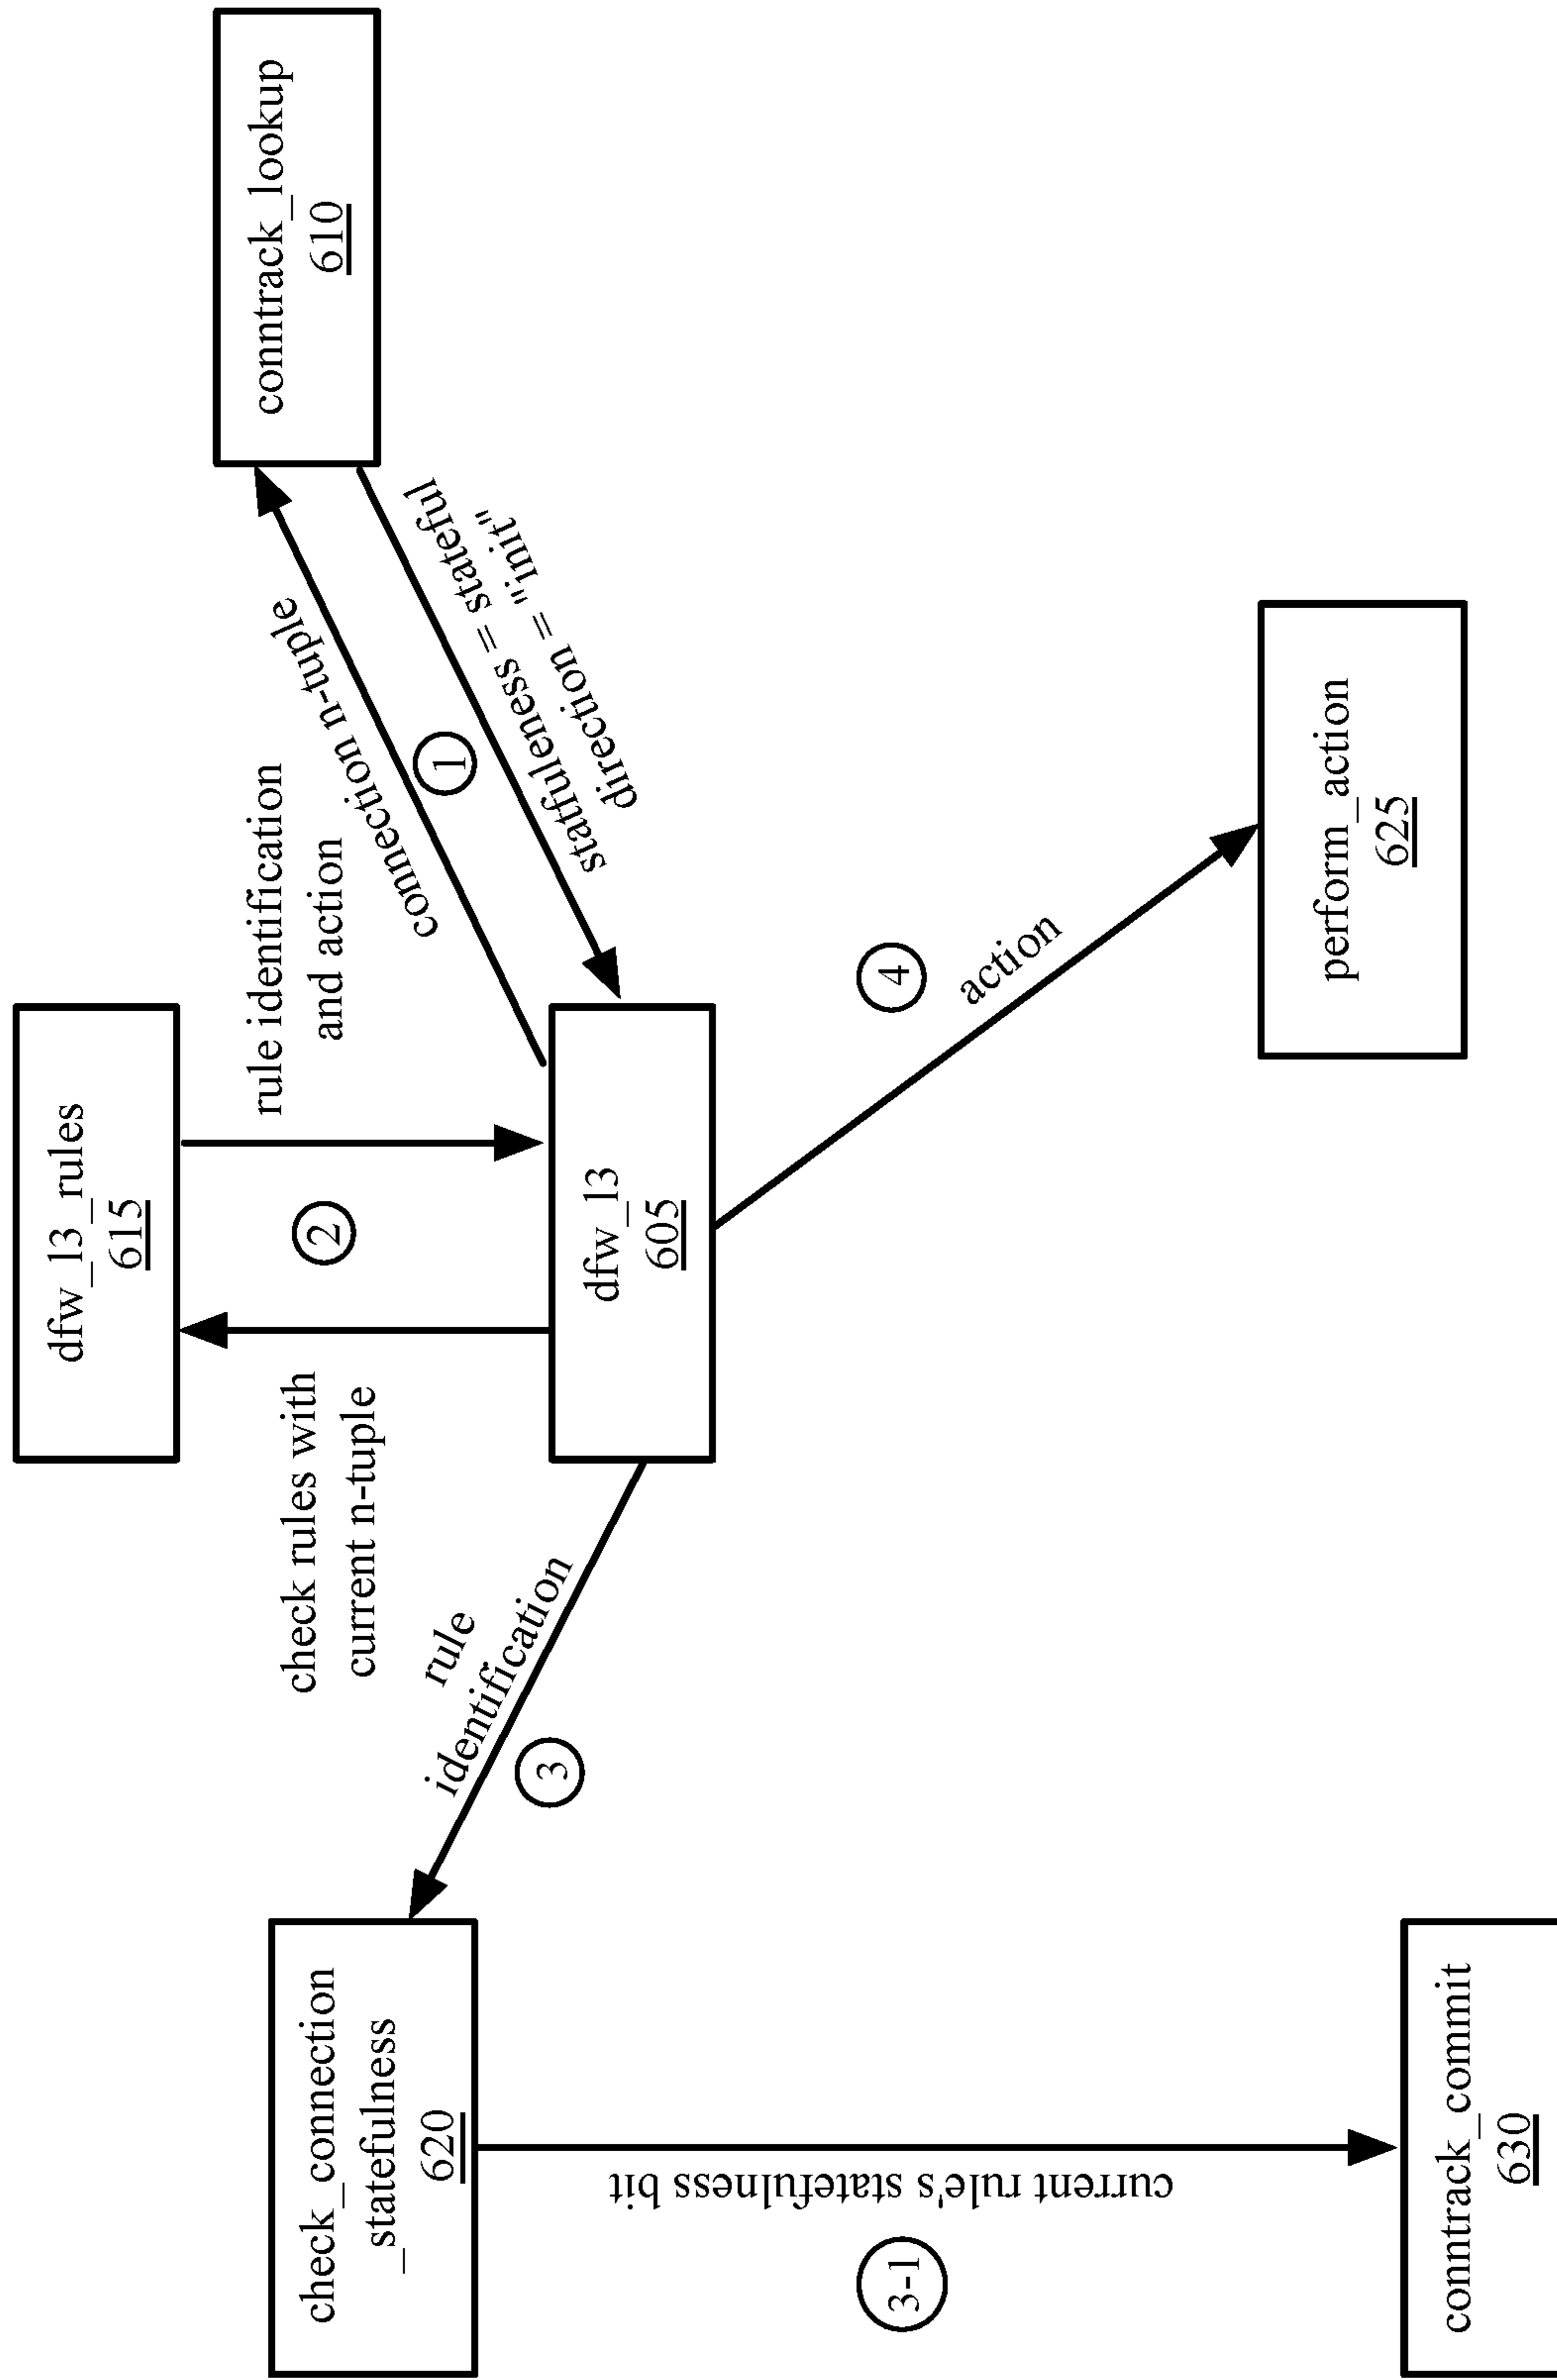 dfw_l3_rules
615
check rules with
current n-tuple
2
rule identification
and action
conntrack_lookup
610
connection n-tuple
1
statfuleness = stateful
direction = "init"
check_connection
_statefulness
620
rule
identification
3
dfw_l3
605
current rule's statefulness bit
3-1
4
action
perform_action
625
conntrack_commit
630